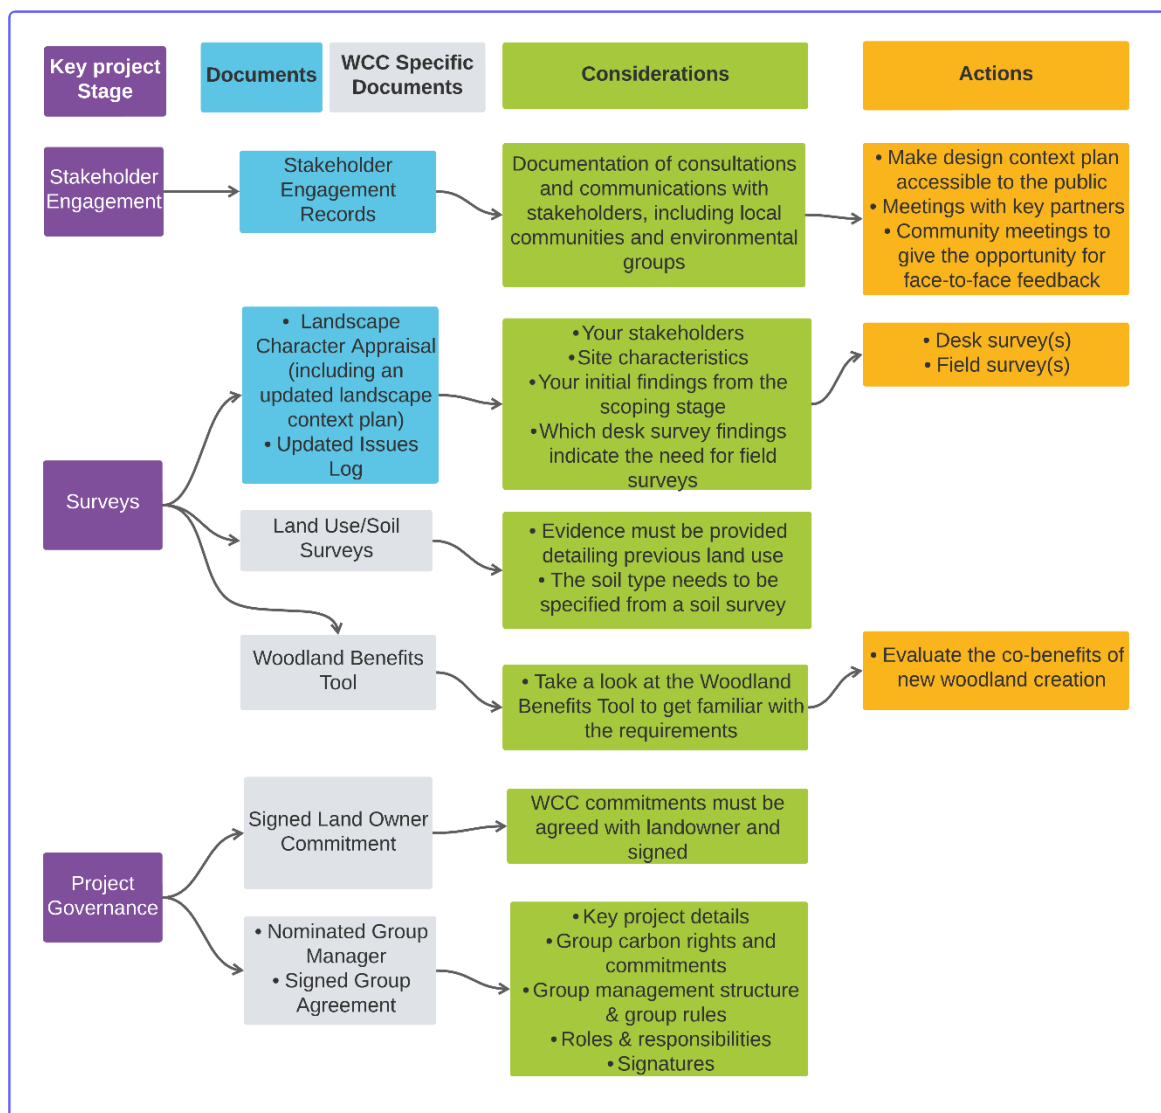 Key project
Stage
Documents
WCC Specific
Documents
Considerations
Actions
Stakeholder
Engagement
Stakeholder
Engagement
Records
Documentation of consultations
and communications with
stakeholders, including local
communities and environmental
groups
• Make design context plan
accessible to the public
• Meetings with key partners
• Community meetings to
give the opportunity for
face-to-face feedback
Surveys
• Landscape
Character Appraisal
(including an
updated landscape
context plan)
• Updated Issues
Log
• Your stakeholders
• Site characteristics
• Your initial findings from the
scoping stage
• Which desk survey findings
indicate the need for field
surveys
• Desk survey(s)
• Field survey(s)
Land Use/Soil
Surveys
• Evidence must be provided
detailing previous land use
• The soil type needs to be
specified from a soil survey
Woodland Benefits
Tool
• Take a look at the Woodland
Benefits Tool to get familiar with
the requirements
• Evaluate the co-benefits of
new woodland creation
Project
Governance
Signed Land Owner
Commitment
WCC commitments must be
agreed with landowner and
signed
• Nominated Group
Manager
• Signed Group
Agreement
• Key project details
• Group carbon rights and
commitments
• Group management structure
& group rules
• Roles & responsibilities
• Signatures